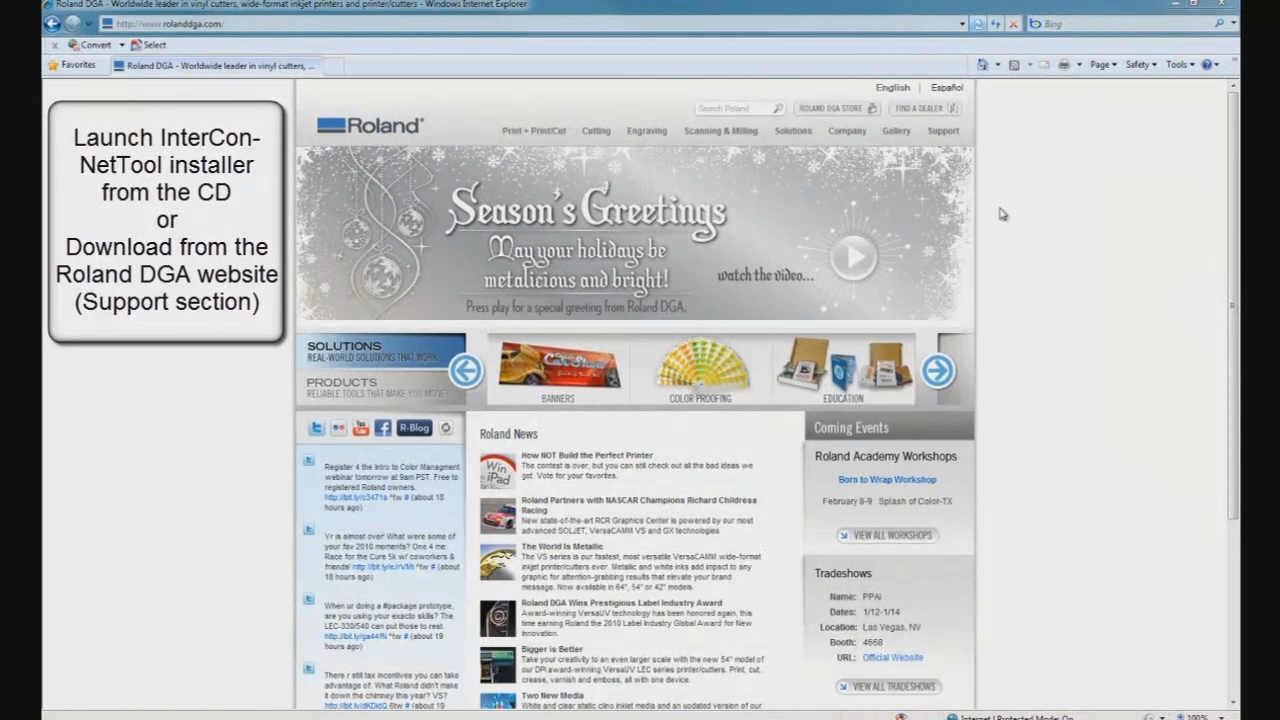 Roland DGA - Worldwide leader in vinyl cutters, wide-format inkjet printers and printer/cutters - Windows Internet Explorer
http://www.rolanddga.com/
Bing
x Convert Select
Favorites Roland DGA - Worldwide leader in vinyl cutters, ...
Page Safety Tools
English | Español
Search Roland ROLAND DGA STORE FIND A DEALER
Roland
Print + Print/Cut Cutting Engraving Scanning & Milling Solutions Company Gallery Support
Launch InterCon-
NetTool installer
from the CD
or
Download from the
Roland DGA website
(Support section)
Season's Greetings
May your holidays be
metalicious and bright!
watch the video...
Press play for a special greeting from Roland DGA.
SOLUTIONS
REAL-WORLD SOLUTIONS THAT WORK
PRODUCTS
RELIABLE TOOLS THAT MAKE YOU MONEY
BANNERS
COLOR PROOFING
EDUCATION
R-Blog
Register 4 the Intro to Color Managment
webinar tomorrow at 9am PST. Free to
registered Roland owners.
http://bit.ly/c3471s ^tw # (about 18
hours ago)
Yr is almost over! What were some of
your fav 2010 moments? One 4 me:
Race for the Cure 5k w/ coworkers &
friends! http://bit.ly/eJrVMt ^tw # (about
18 hours ago)
When ur doing a #package prototype,
are you using your exacto skills? The
LEC-330/540 can put those to rest.
http://bit.ly/ga44fN ^tw # (about 19
hours ago)
There r still tax incentives you can take
advantage of. What Roland didn't make it
down the chimney this year? VS?
Roland News
How NOT Build the Perfect Printer
The contest is over, but you can still check out all the bad ideas we
got. Vote for your favorites.
Win
iPad
Roland Partners with NASCAR Champions Richard Childress
Racing
New state-of-the-art RCR Graphics Center is powered by our most
advanced SOLJET, VersaCAMM VS and GX technologies
The World Is Metallic
The VS series is our fastest, most versatile VersaCAMM wide-format
inkjet printer/cutters ever. Metallic and white inks add impact to any
graphic for attention-grabbing results that elevate your brand
message. Now available in 64", 54" or 42" models.
Roland DGA Wins Prestigious Label Industry Award
Award-winning VersaUV technology has been honored again, this
time earning Roland the 2010 Label Industry Global Award for New
Innovation.
Bigger is Better
Take your creativity to an even larger scale with the new 54" model of
our DPI award-winning VersaUV LEC series printer/cutters. Print, cut,
crease, varnish and emboss, all with one device.
Two New Media
White and clear static cling inkjet media and an updated version of our
Coming Events
Roland Academy Workshops
Born to Wrap Workshop
February 8-9 Splash of Color-TX
VIEW ALL WORKSHOPS
Tradeshows
Name: PPAI
Dates: 1/12-1/14
Location: Las Vegas, NV
Booth: 4668
URL: Official Website
VIEW ALL TRADESHOWS
Internet | Protected Mode: On 100%